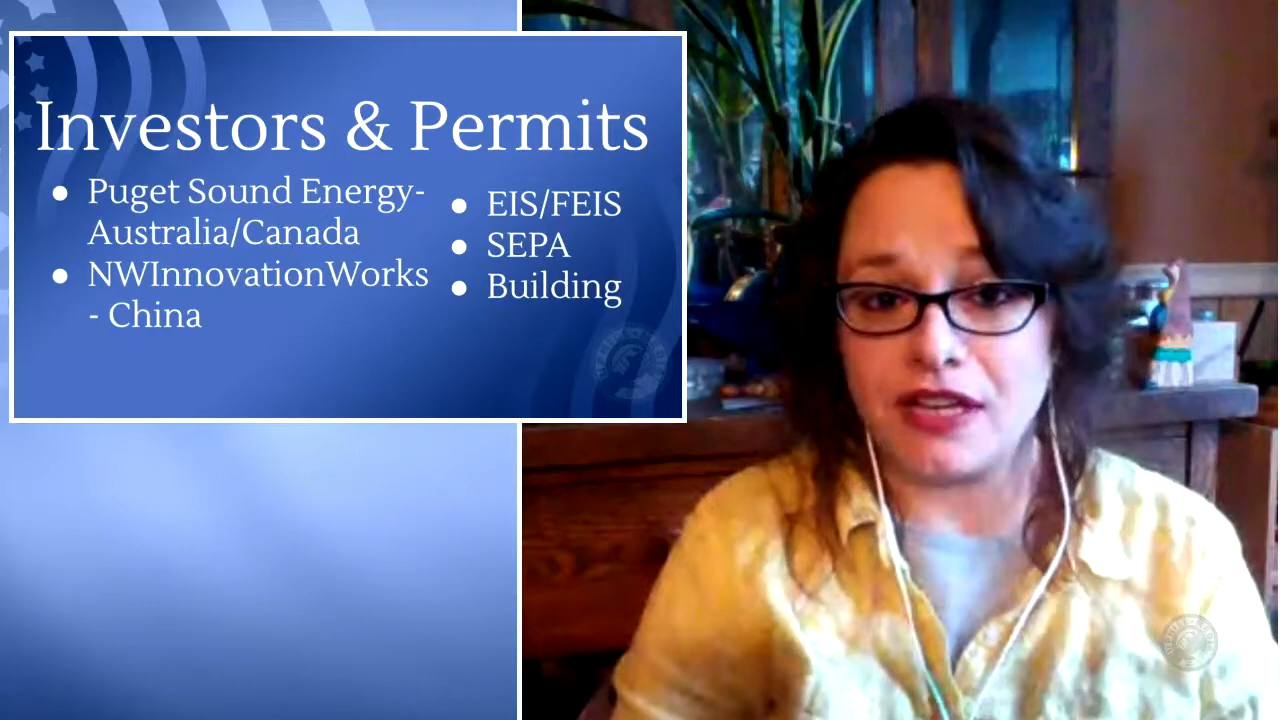 Investors & Permits
● Puget Sound Energy-
Australia/Canada
● NWInnovationWorks
- China
● EIS/FEIS
● SEPA
● Building